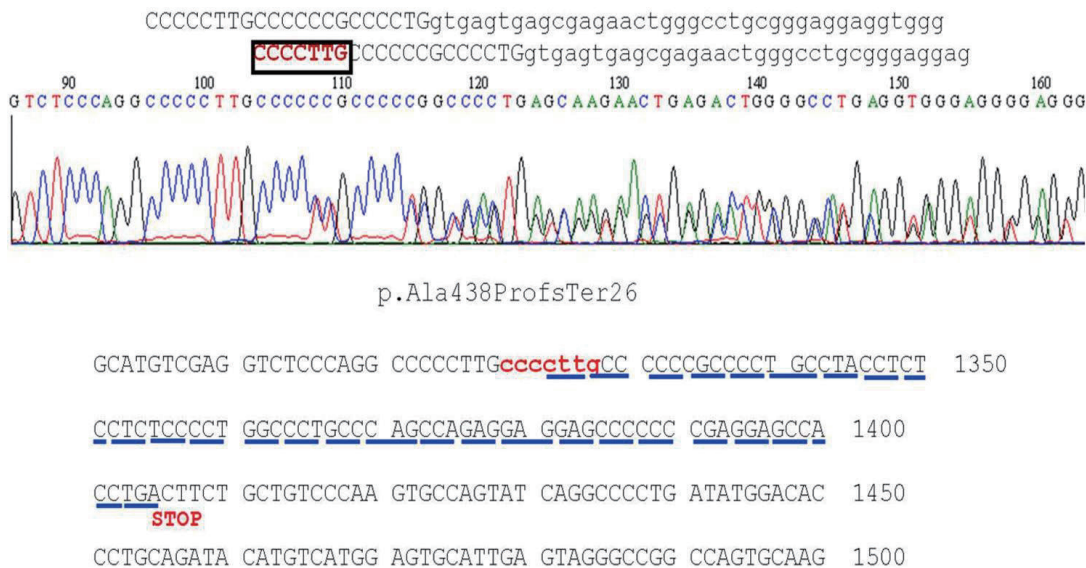 CCCCCTTGCCCCCCGCCCCTGgtgagtgagcgagaactgggcctgcgggaggaggtggg
CCCCTTGCCCCCCGCCCCTGgtgagtgagcgagaactgggcctgcgggaggag
90 100 110 120 130 140 150 160
GTCTCCCAGGCCCCCTTGCCCCCCGCCCCCGGCCCCTGAGCAAGAACTGAGACTGGGGCCTGAGGTGGGAGGGGAGGG
p.Ala438ProfsTer26
GCATGTCGAG GTCTCCCAGG CCCCCTTGccccttgCC CCCCGCCCCT GCCTACCTCT 1350
CCTCTCCCCT GGCCCTGCCC AGCCAGAGGA GGAGCCCCCC CGAGGAGCCA 1400
CCTGACTTCT GCTGTCCCAA GTGCCAGTAT CAGGCCCCTG ATATGGACAC 1450
STOP
CCTGCAGATA CATGTCATGG AGTGCATTGA GTAGGGCCGG CCAGTGCAAG 1500